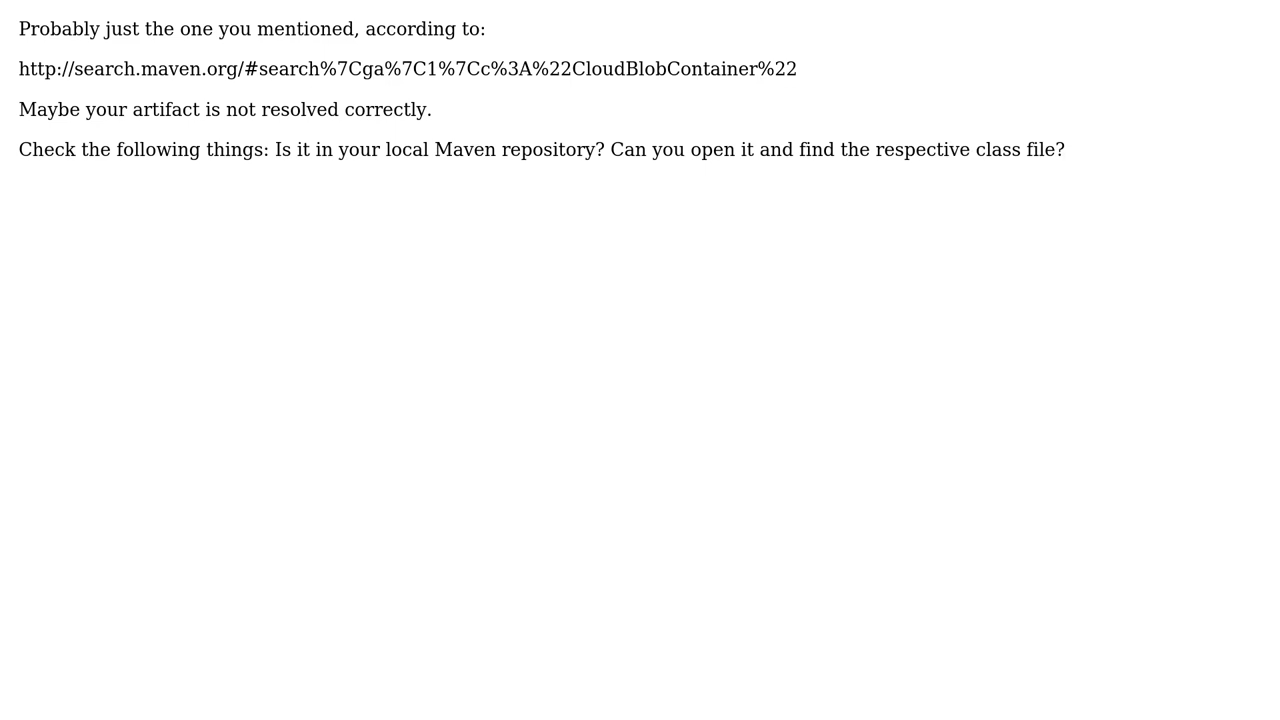 Probably just the one you mentioned, according to:
http://search.maven.org/#search%7Cga%7C1%7Cc%3A%22CloudBlobContainer%22
Maybe your artifact is not resolved correctly.
Check the following things: Is it in your local Maven repository? Can you open it and find the respective class file?